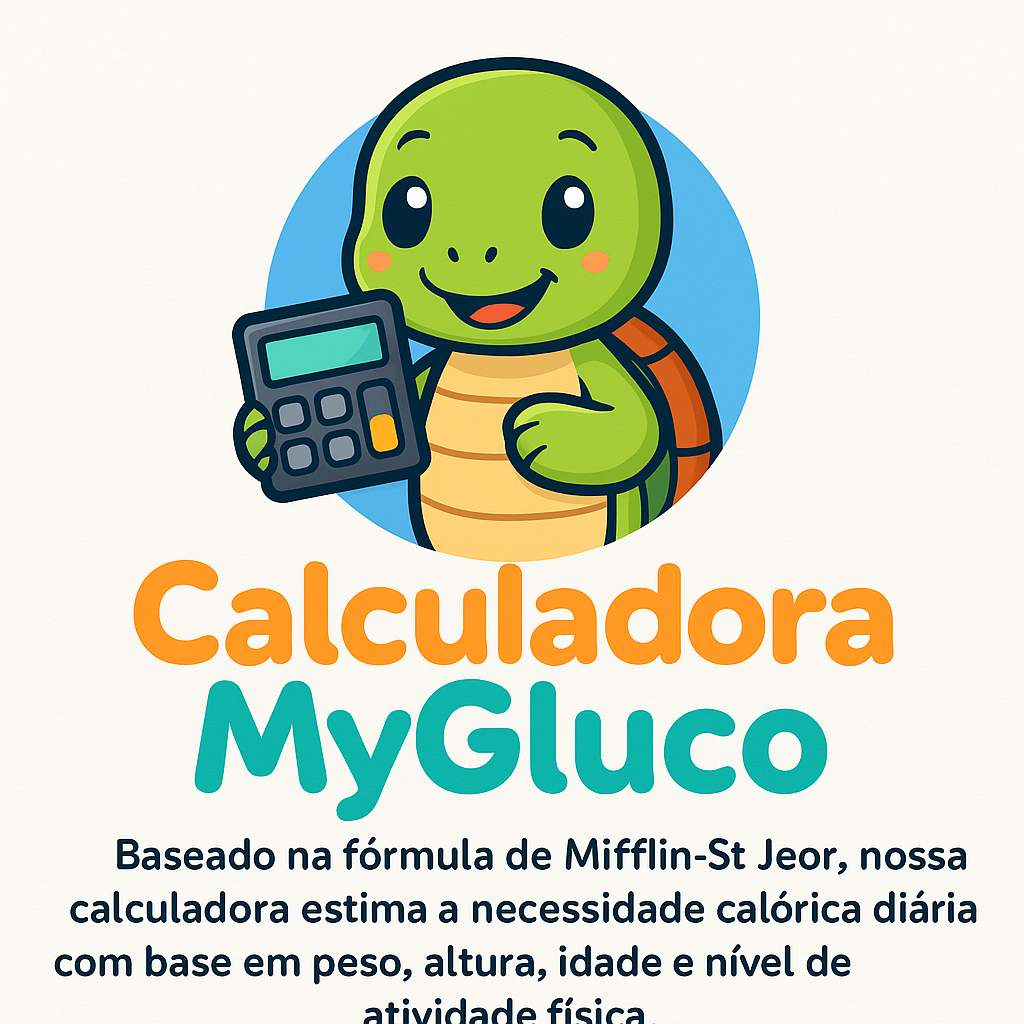 Calculadora
MyGluco
Baseado na fórmula de Mifflin-St Jeor, nossa
calculadora estima a necessidade calórica diária
com base em peso, altura, idade e nível de
atividade física.